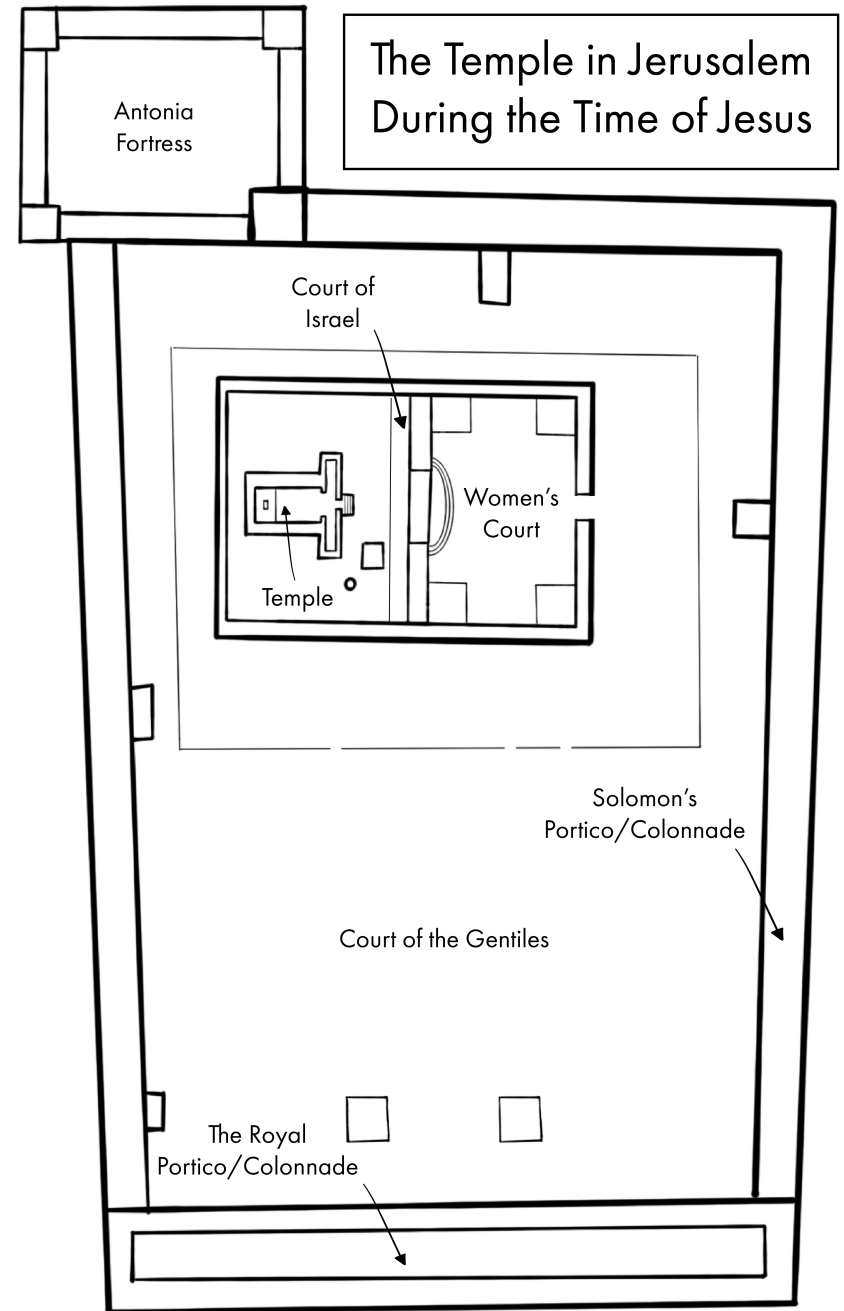 The Temple in Jerusalem
During the Time of Jesus
Antonia
Fortress
Court of
Israel
Women's
Court
Temple
Solomon's
Portico/Colonnade
Court of the Gentiles
The Royal
Portico/Colonnade